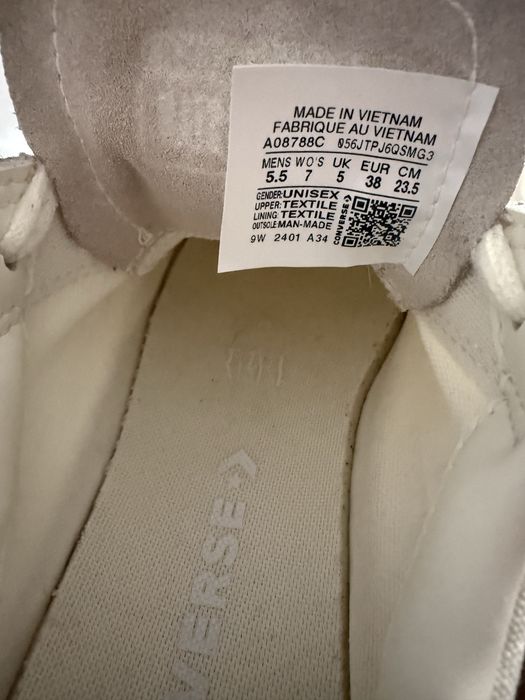 MADE IN VIETNAM
FABRIQUE AU VIETNAM
A08788C 056JTPJ6QSMG3
MENS WO'S UK EUR CM
5.5 7 5 38 23.5
GENDER: UNISEX
UPPER: TEXTILE
LINING: TEXTILE
OUTSOLE: MAN-MADE
9W 2401 A34
CONVERSE
VERSE